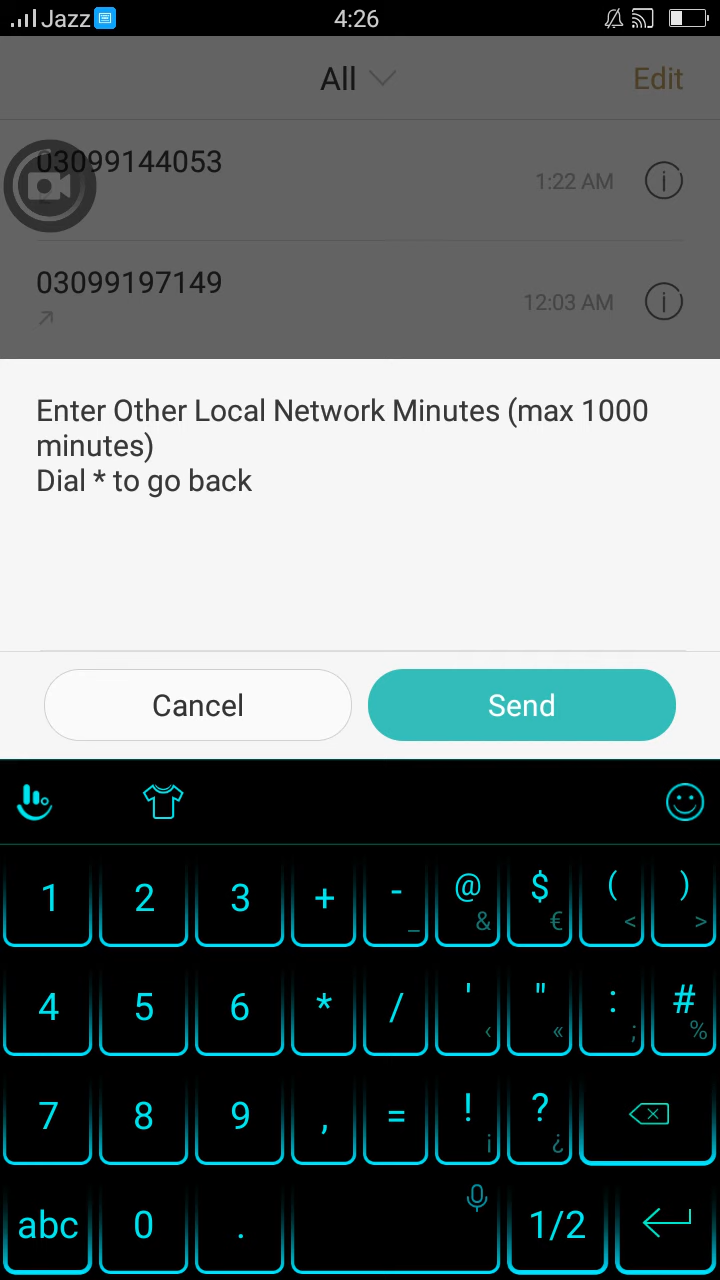 Jazz 4:26
All Edit
03099144053
1:22 AM
03099197149
12:03 AM
Enter Other Local Network Minutes (max 1000
minutes)
Dial * to go back
Cancel Send
1 2 3 + - _ @ & $ € ( < ) >
4 5 6 * / ' ‹ " « : ; # %
7 8 9 , = ! ¡ ? ¿
abc 0 . 1/2